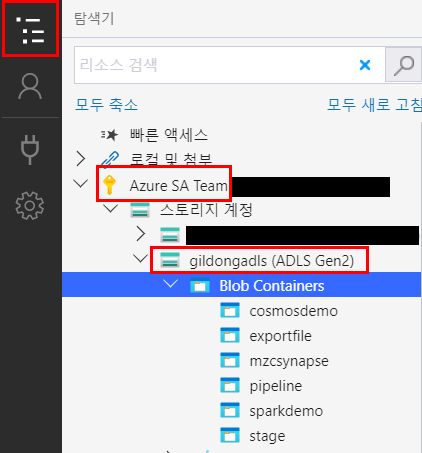 탐색기
리소스 검색
모두 축소
모두 새로 고침
빠른 액세스
로컬 및 첨부
Azure SA Team
스토리지 계정
gildongadls (ADLS Gen2)
Blob Containers
cosmosdemo
exportfile
mzcsynapse
pipeline
sparkdemo
stage